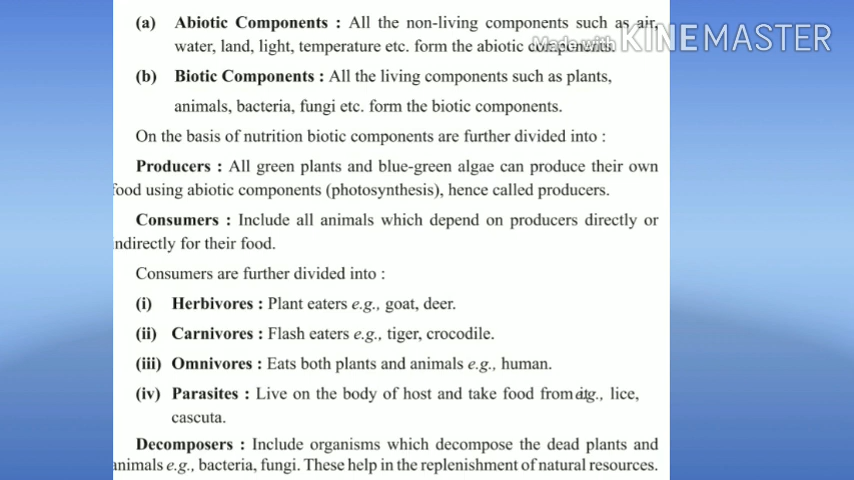 (a) Abiotic Components : All the non-living components such as air,
Made with KINEMASTER
water, land, light, temperature etc. form the abiotic components.
(b) Biotic Components : All the living components such as plants,
animals, bacteria, fungi etc. form the biotic components.
On the basis of nutrition biotic components are further divided into :
Producers : All green plants and blue-green algae can produce their own
food using abiotic components (photosynthesis), hence called producers.
Consumers : Include all animals which depend on producers directly or
indirectly for their food.
Consumers are further divided into :
(i) Herbivores : Plant eaters e.g., goat, deer.
(ii) Carnivores : Flash eaters e.g., tiger, crocodile.
(iii) Omnivores : Eats both plants and animals e.g., human.
(iv) Parasites : Live on the body of host and take food from lice,
cascuta.
Decomposers : Include organisms which decompose the dead plants and
animals e.g., bacteria, fungi. These help in the replenishment of natural resources.